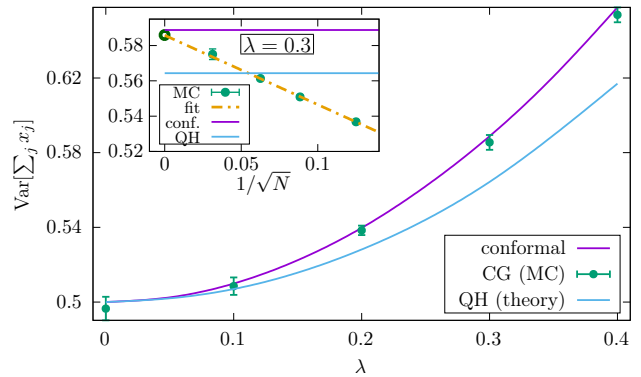 Var[∑_j x_j]
0.62
0.58
0.54
0.5
0 0.1 0.2 0.3 0.4
λ
conformal
CG (MC)
QH (theory)
0.58
0.56
0.54
0.52
0 0.05 0.1
1/√N
λ = 0.3
MC
fit
conf.
QH